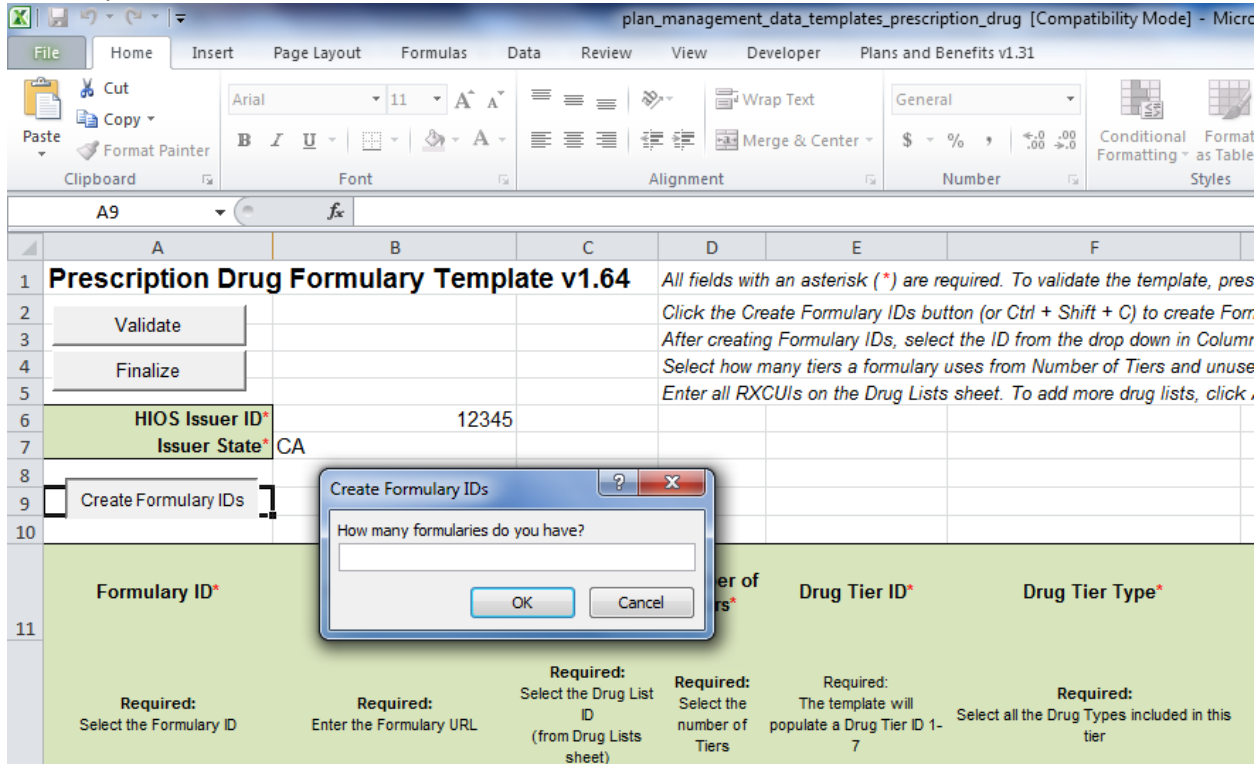 plan_management_data_templates_prescription_drug [Compatibility Mode] - Micro
File Home Insert Page Layout Formulas Data Review View Developer Plans and Benefits v1.31
Paste
Cut
Copy
Format Painter
Clipboard
Arial 11 A A
B I U A
Font
Wrap Text
Merge & Center
Alignment
General
$ % , .0 .00 .00 .0
Number
Conditional Formatting
Format as Table
Styles
A9 fx
A B C D E F
1 Prescription Drug Formulary Template v1.64 All fields with an asterisk (*) are required. To validate the template, pres
2 Click the Create Formulary IDs button (or Ctrl + Shift + C) to create Form
Validate
3 After creating Formulary IDs, select the ID from the drop down in Column
4 Finalize Select how many tiers a formulary uses from Number of Tiers and unuse
5 Enter all RXCUIs on the Drug Lists sheet. To add more drug lists, click A
6 HIOS Issuer ID* 12345
7 Issuer State* CA
8
9 Create Formulary IDs
10
11
Create Formulary IDs ? X
How many formularies do you have?
OK Cancel
Formulary ID* er of rs* Drug Tier ID* Drug Tier Type*
Required:
Select the Formulary ID
Required:
Enter the Formulary URL
Required:
Select the Drug List
ID
(from Drug Lists
sheet)
Required:
Select the
number of
Tiers
Required:
The template will
populate a Drug Tier ID 1-
7
Required:
Select all the Drug Types included in this
tier